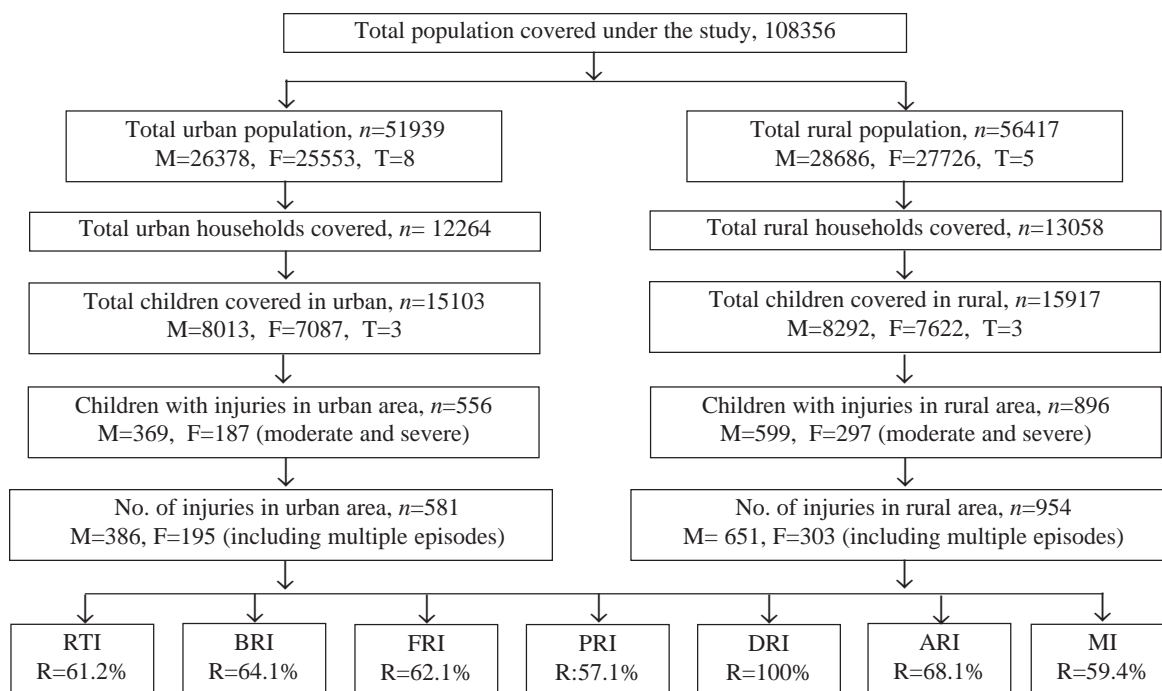 Total population covered under the study, 108356
Total urban population, n=51939
M=26378, F=25553, T=8
Total rural population, n=56417
M=28686, F=27726, T=5
Total urban households covered, n= 12264
Total rural households covered, n=13058
Total children covered in urban, n=15103
M=8013, F=7087, T=3
Total children covered in rural, n=15917
M=8292, F=7622, T=3
Children with injuries in urban area, n=556
M=369, F=187 (moderate and severe)
Children with injuries in rural area, n=896
M=599, F=297 (moderate and severe)
No. of injuries in urban area, n=581
M=386, F=195 (including multiple episodes)
No. of injuries in rural area, n=954
M= 651, F=303 (including multiple episodes)
RTI
R=61.2%
BRI
R=64.1%
FRI
R=62.1%
PRI
R:57.1%
DRI
R=100%
ARI
R=68.1%
MI
R=59.4%